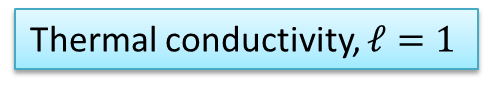 Thermal conductivity, ℓ = 1